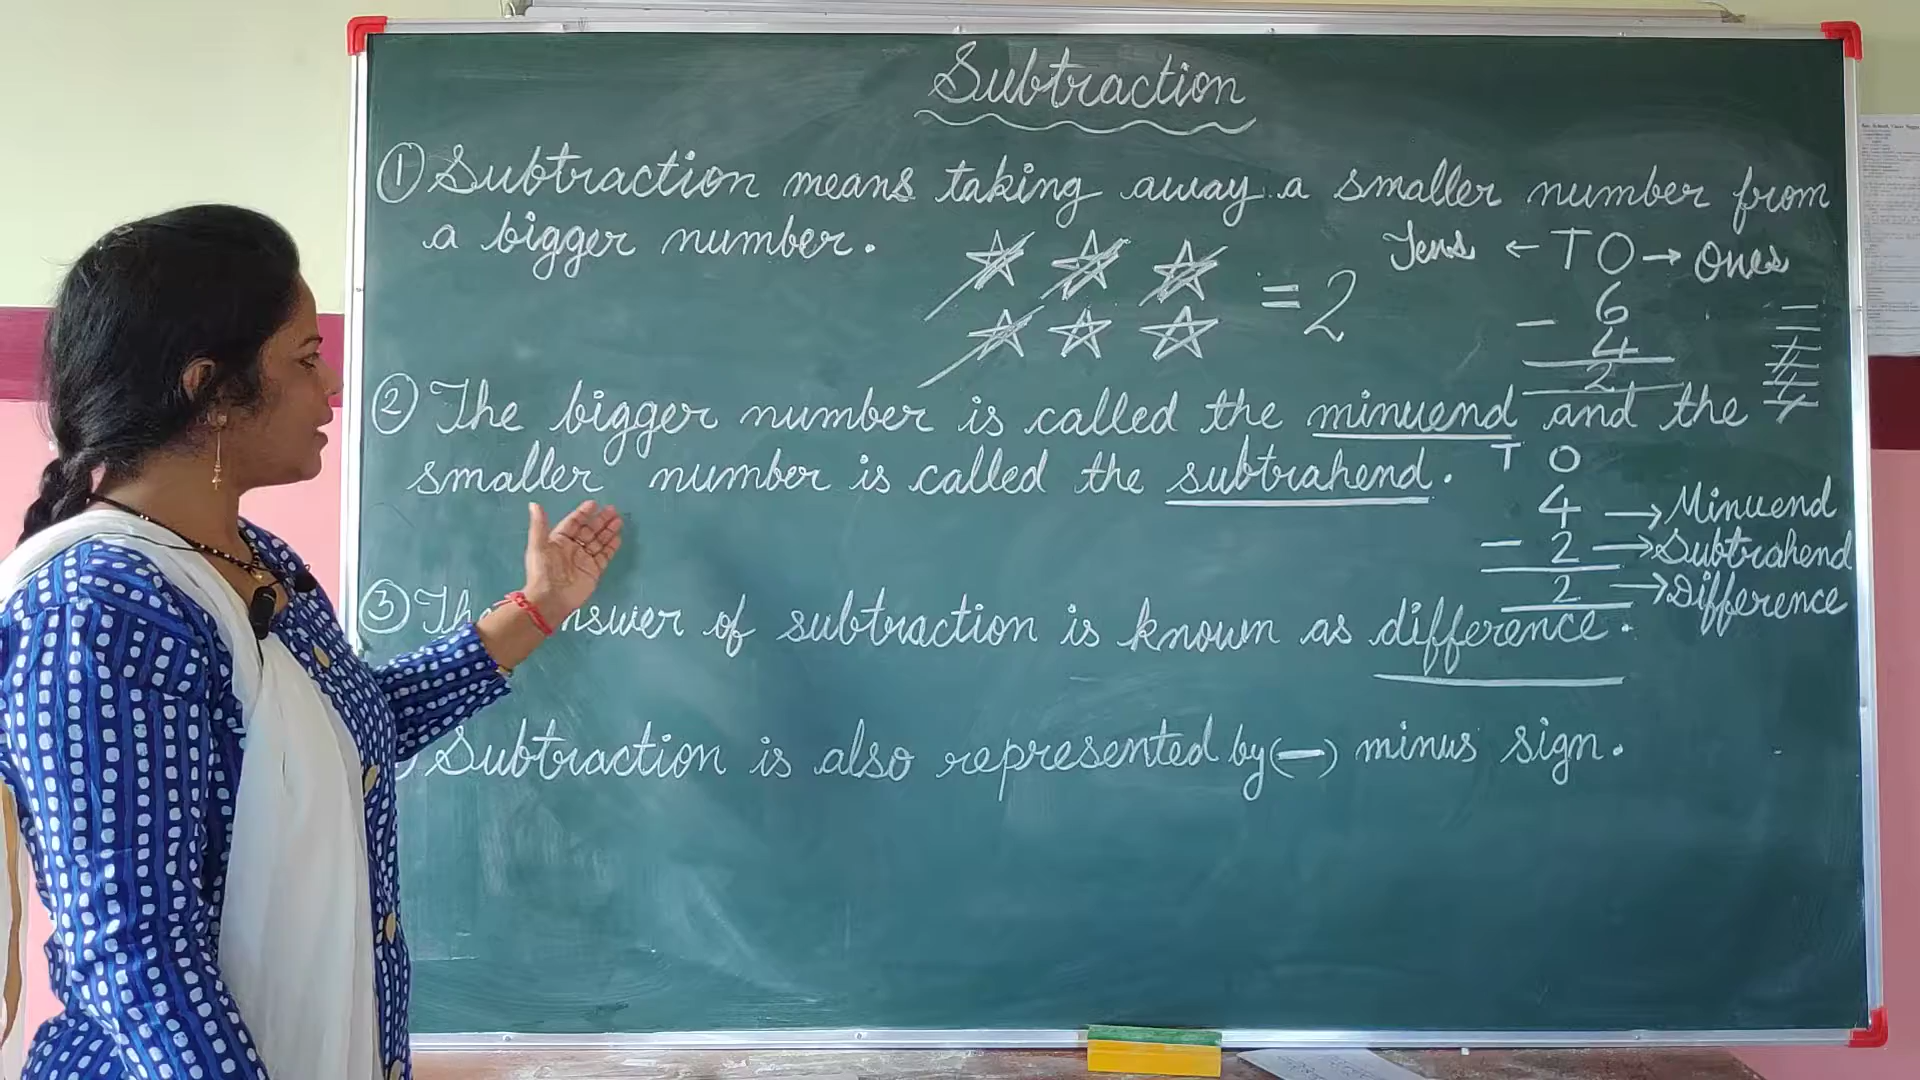 Subtraction
① Subtraction means taking away a smaller number from
a bigger number.
Tens ← T O → Ones
= 2
6
- 4
2
② The bigger number is called the minuend and the
smaller number is called the subtrahend.
T O
4 → Minuend
- 2 → Subtrahend
2 → Difference
③ The answer of subtraction is known as difference.
Subtraction is also represented by (-) minus sign.